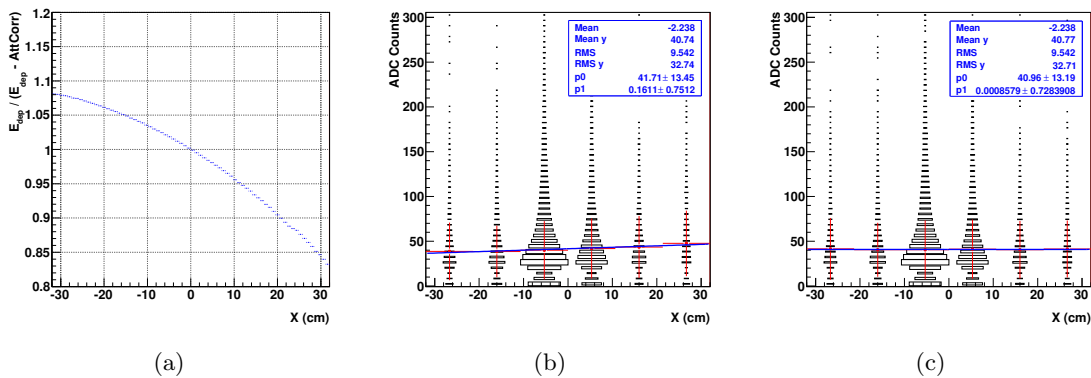 E_dep / (E_dep - AttCorr)
1.2
1.15
1.1
1.05
1
0.95
0.9
0.85
0.8
-30 -20 -10 0 10 20 30
X (cm)
(a)
ADC Counts
300
250
200
150
100
50
0
Mean -2.238
Mean y 40.74
RMS 9.542
RMS y 32.74
p0 41.71± 13.45
p1 0.1611± 0.7512
-30 -20 -10 0 10 20 30
X (cm)
(b)
ADC Counts
300
250
200
150
100
50
0
Mean -2.238
Mean y 40.77
RMS 9.542
RMS y 32.71
p0 40.96 ± 13.19
p1 0.0008579 ± 0.7283908
-30 -20 -10 0 10 20 30
X (cm)
(c)